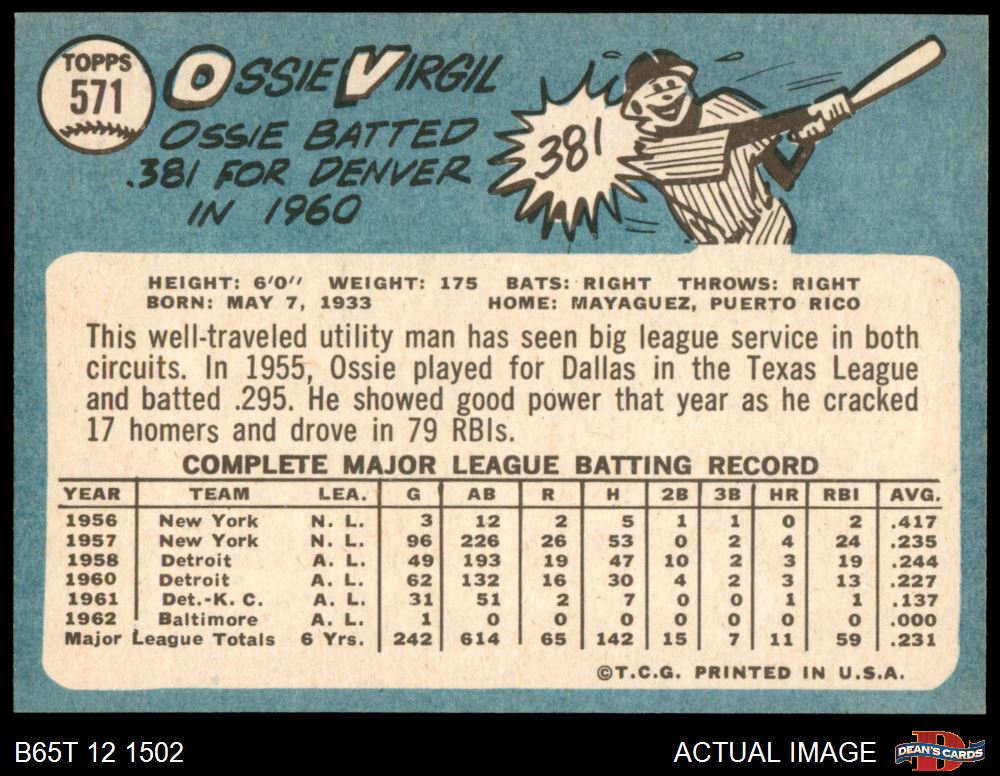 TOPPS
571
OSSIE VIRGIL
OSSIE BATTED
.381 FOR DENVER
IN 1960
381
HEIGHT: 6'0" WEIGHT: 175 BATS: RIGHT THROWS: RIGHT
BORN: MAY 7, 1933 HOME: MAYAGUEZ, PUERTO RICO
This well-traveled utility man has seen big league service in both
circuits. In 1955, Ossie played for Dallas in the Texas League
and batted .295. He showed good power that year as he cracked
17 homers and drove in 79 RBIs.
COMPLETE MAJOR LEAGUE BATTING RECORD
YEAR TEAM LEA. G AB R H 2B 3B HR RBI AVG.
1956 New York N. L. 3 12 2 5 1 1 0 2 .417
1957 New York N. L. 96 226 26 53 0 2 4 24 .235
1958 Detroit A. L. 49 193 19 47 10 2 3 19 .244
1960 Detroit A. L. 62 132 16 30 4 2 3 13 .227
1961 Det.-K. C. A. L. 31 51 2 7 0 0 1 1 .137
1962 Baltimore A. L. 1 0 0 0 0 0 0 0 .000
Major League Totals 6 Yrs. 242 614 65 142 15 7 11 59 .231
©T.C.G. PRINTED IN U.S.A.
B65T 12 1502 ACTUAL IMAGE DEAN'S CARDS